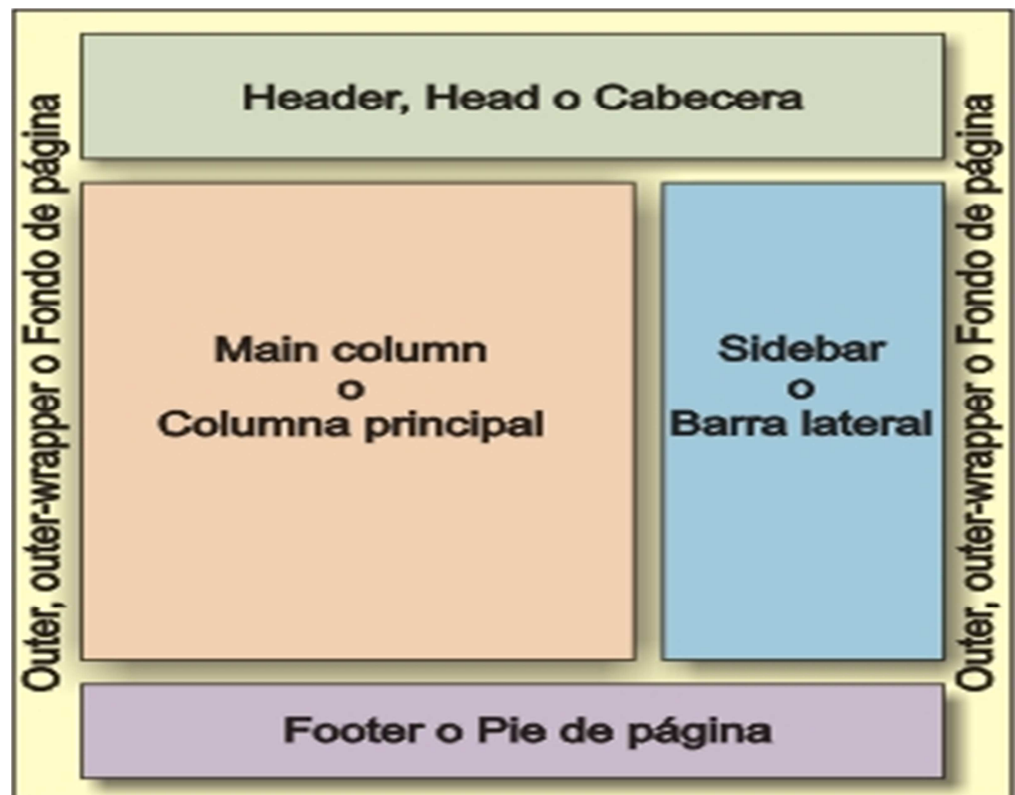 Header, Head o Cabecera
Outer, outer-wrapper o Fondo de página
Main column
o
Columna principal
Sidebar
o
Barra lateral
Outer, outer-wrapper o Fondo de página
Footer o Pie de página